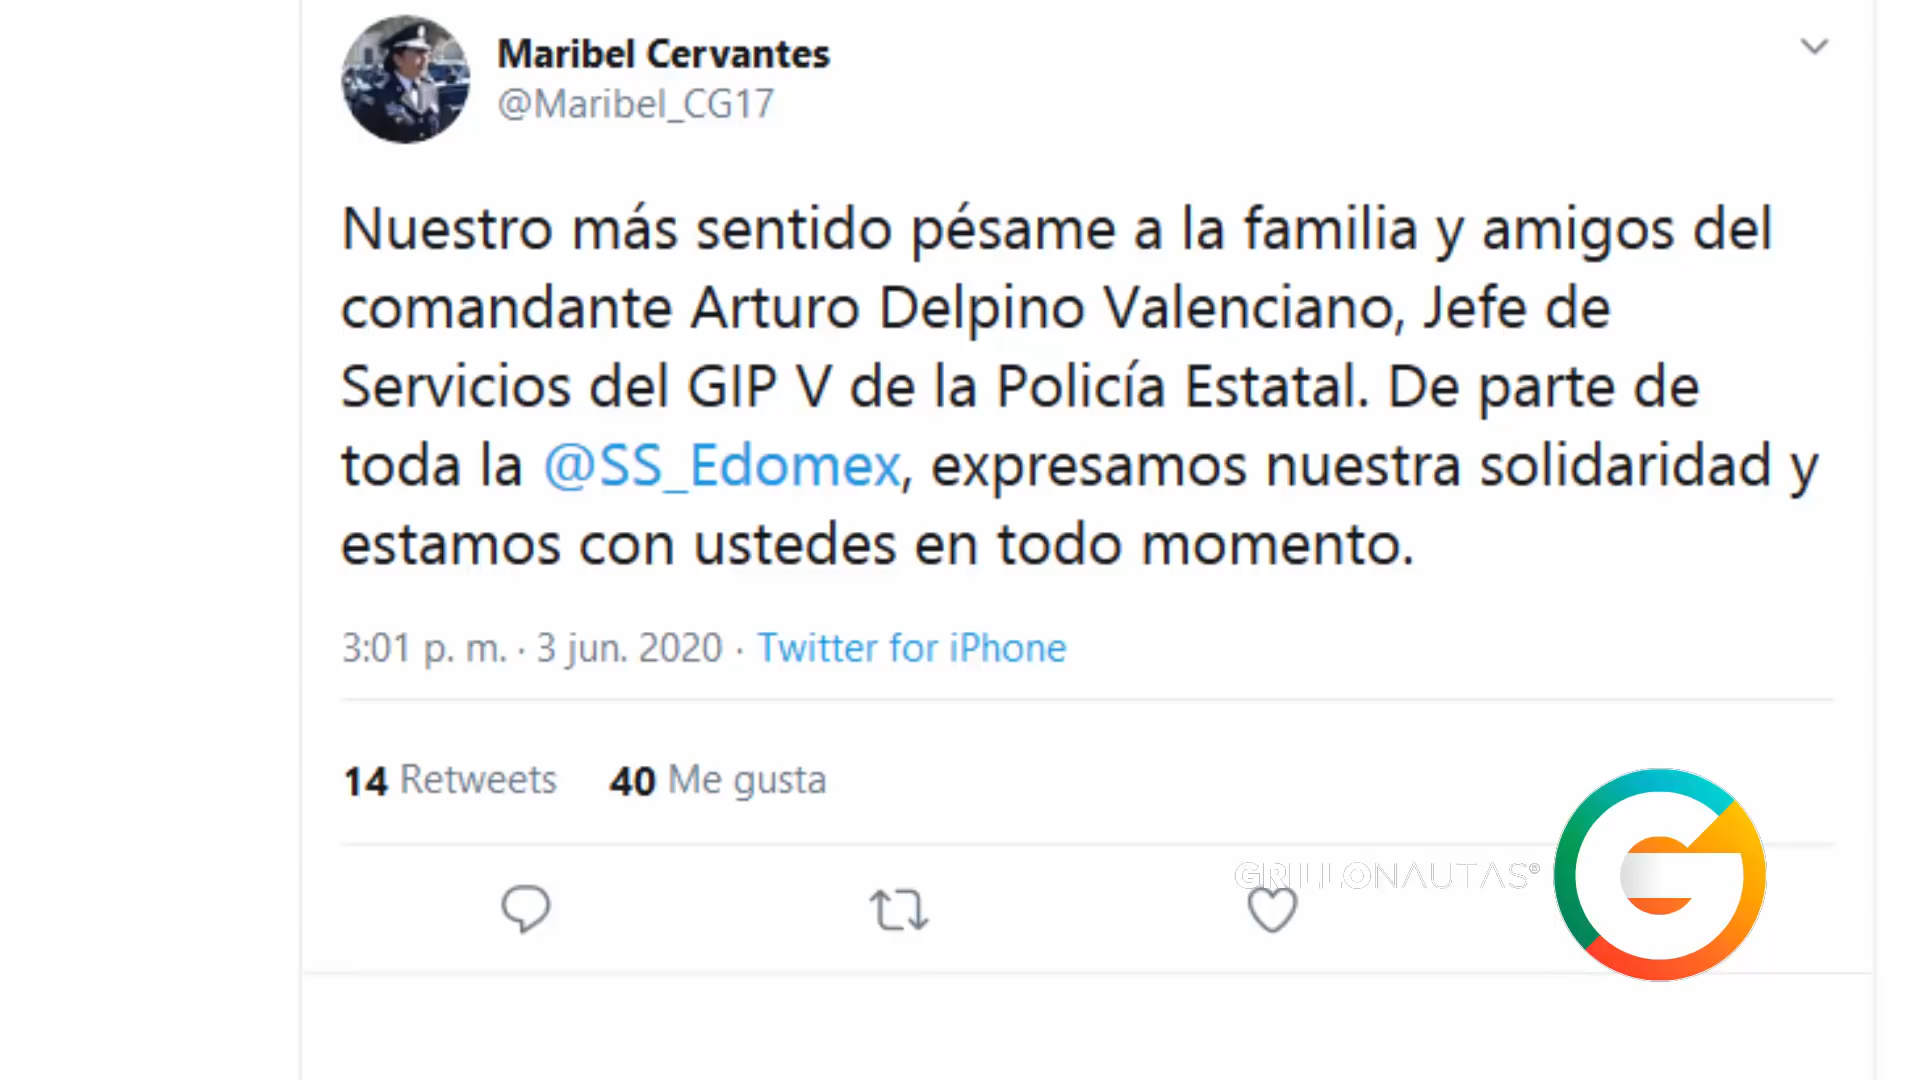 Maribel Cervantes
@Maribel_CG17
Nuestro más sentido pésame a la familia y amigos del
comandante Arturo Delpino Valenciano, Jefe de
Servicios del GIP V de la Policía Estatal. De parte de
toda la @SS_Edomex, expresamos nuestra solidaridad y
estamos con ustedes en todo momento.
3:01 p. m. · 3 jun. 2020 · Twitter for iPhone
14 Retweets 40 Me gusta
GRILLONAUTAS®